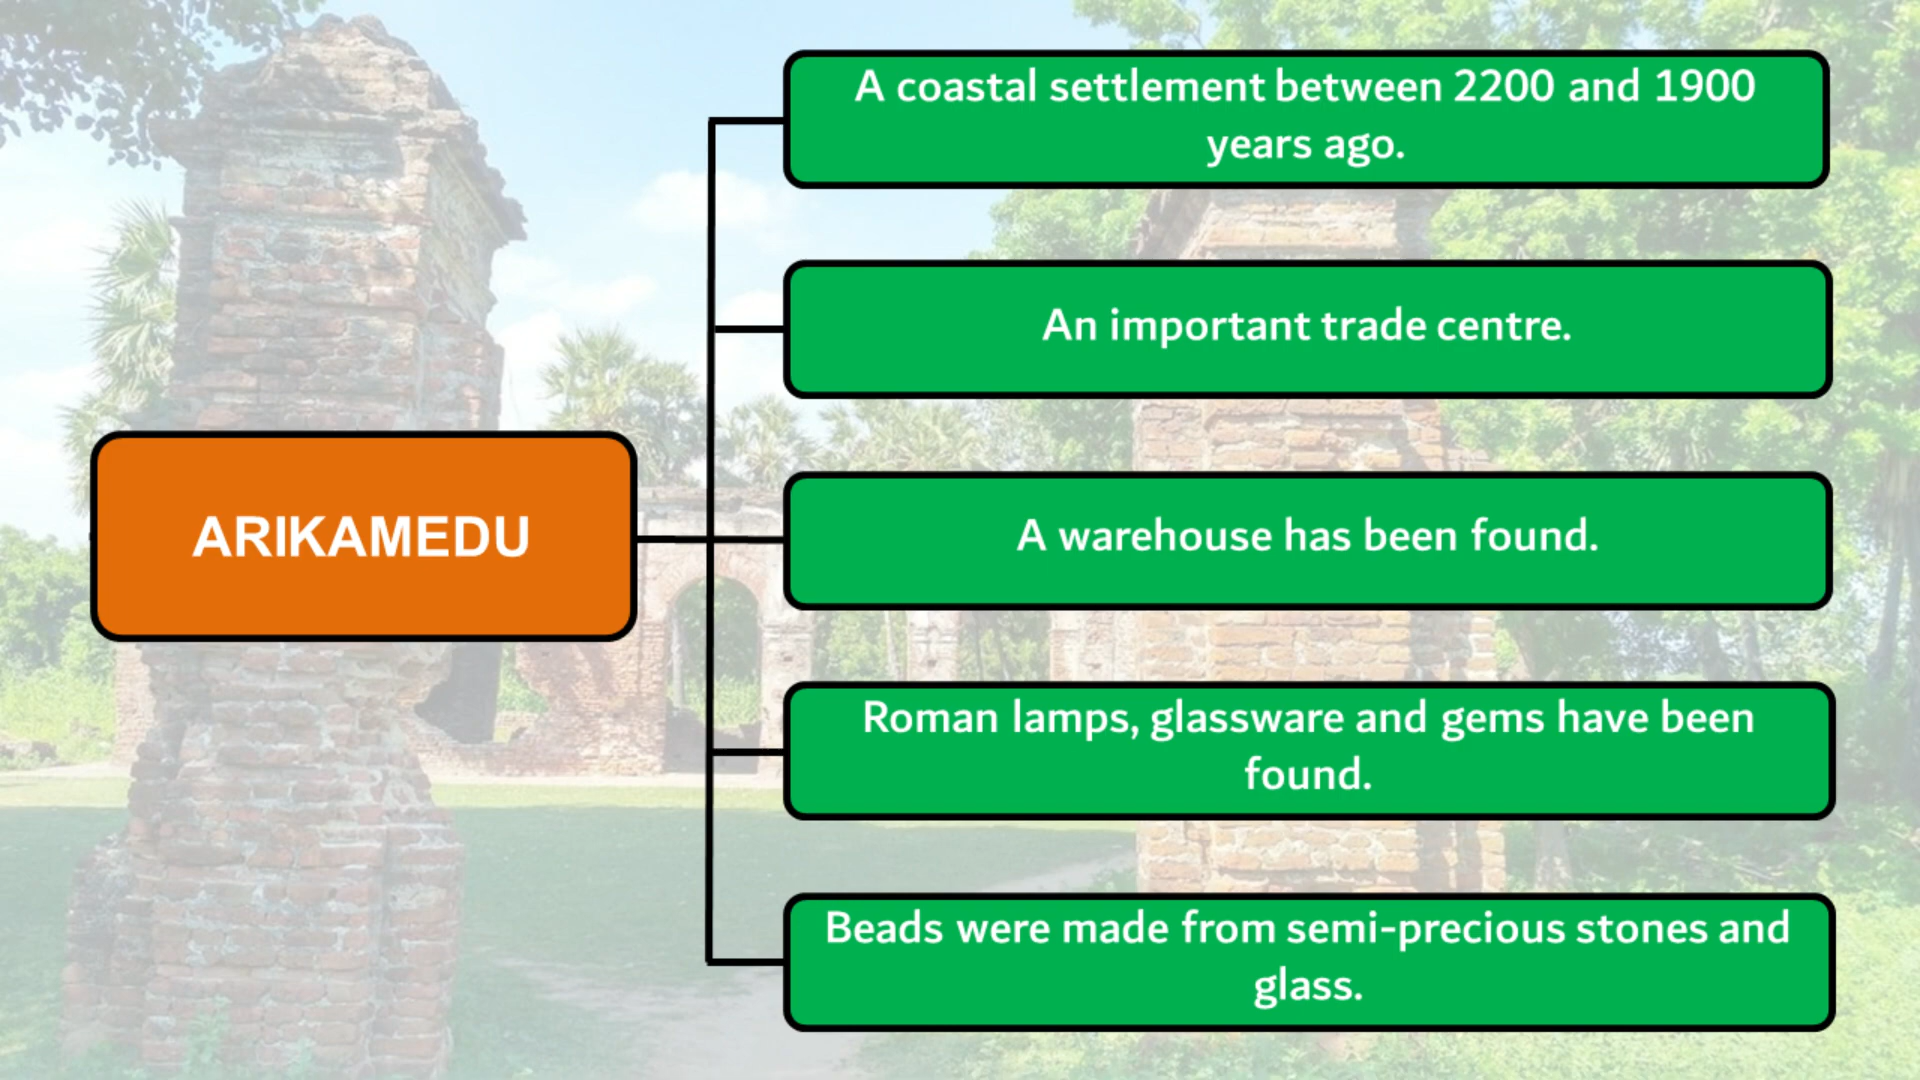 A coastal settlement between 2200 and 1900
years ago.
An important trade centre.
ARIKAMEDU
A warehouse has been found.
Roman lamps, glassware and gems have been
found.
Beads were made from semi-precious stones and
glass.